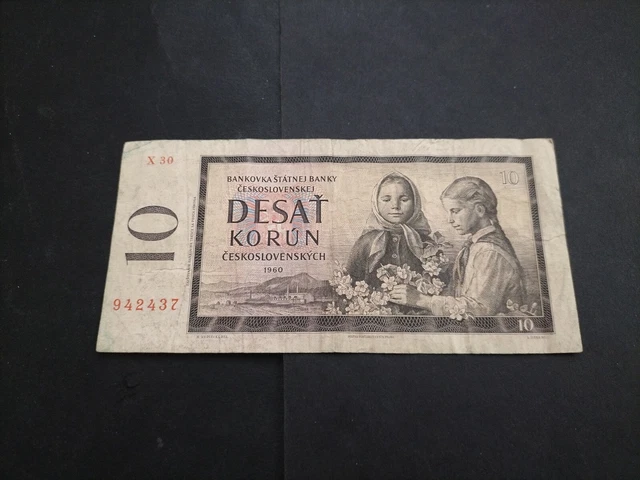 X 30
10
942437
BANKOVKA ŠTÁTNEJ BANKY
ČESKOSLOVENSKEJ
DESAŤ
KORÚN
ČESKOSLOVENSKÝCH
1960
10
10